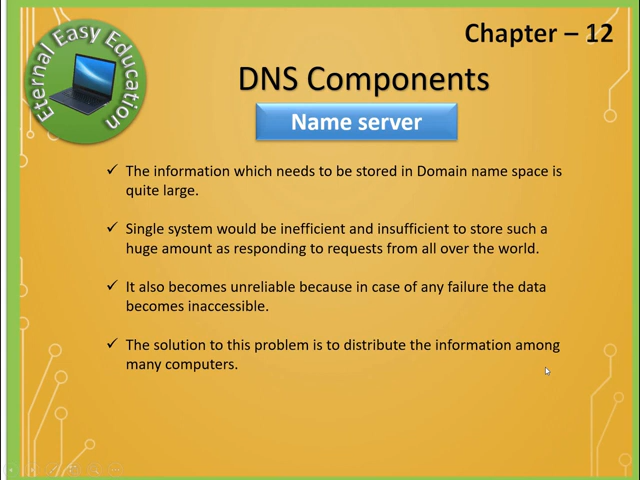 Eternal Easy Education
Chapter – 12
DNS Components
Name server
✓ The information which needs to be stored in Domain name space is
quite large.
✓ Single system would be inefficient and insufficient to store such a
huge amount as responding to requests from all over the world.
✓ It also becomes unreliable because in case of any failure the data
becomes inaccessible.
✓ The solution to this problem is to distribute the information among
many computers.